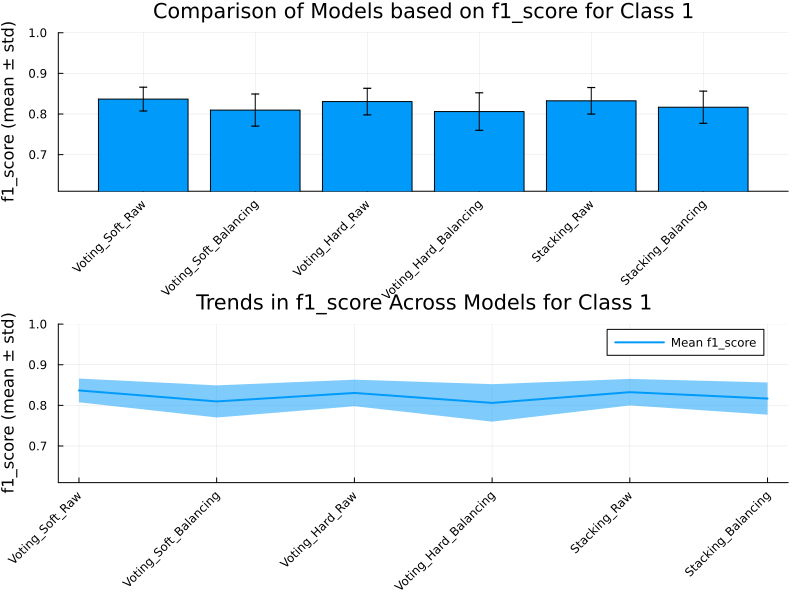 Comparison of Models based on f1_score for Class 1
f1_score (mean ± std)
1.0
0.9
0.8
0.7
Voting_Soft_Raw
Voting_Soft_Balancing
Voting_Hard_Raw
Voting_Hard_Balancing
Stacking_Raw
Stacking_Balancing
Trends in f1_score Across Models for Class 1
f1_score (mean ± std)
1.0
0.9
0.8
0.7
Mean f1_score
Voting_Soft_Raw
Voting_Soft_Balancing
Voting_Hard_Raw
Voting_Hard_Balancing
Stacking_Raw
Stacking_Balancing